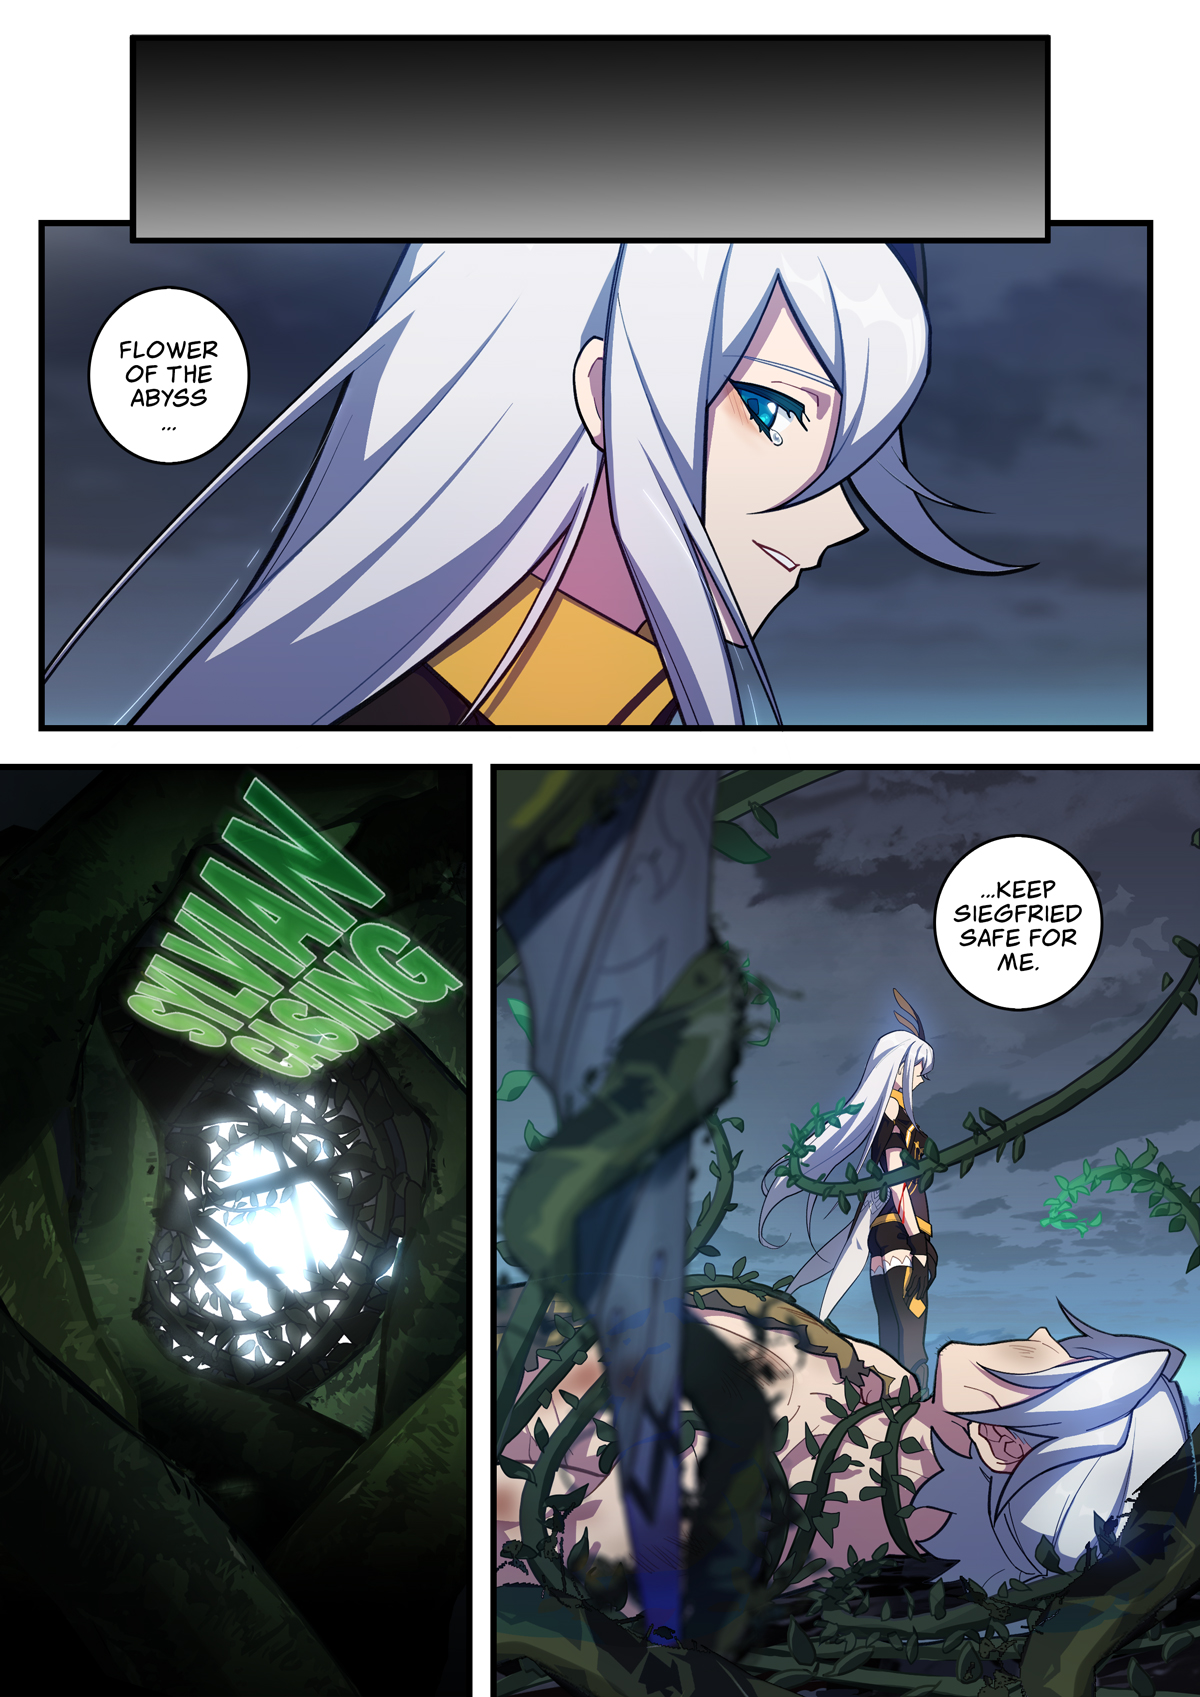 FLOWER
OF THE
ABYSS
...
...KEEP
SIEGFRIED
SAFE FOR
ME.
SYLVIAN
CASING